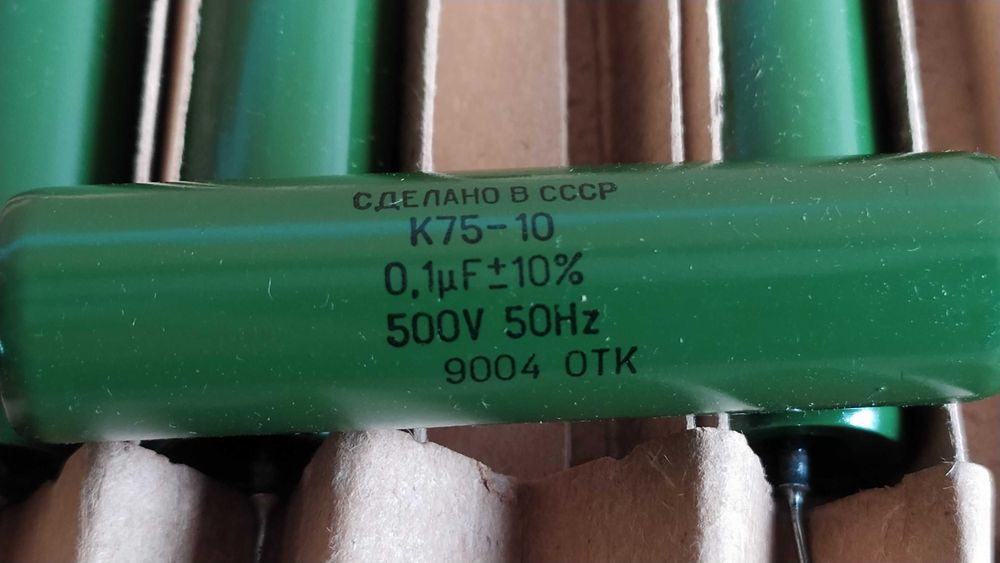 СДЕЛАНО В СССР
К75-10
0,1µF±10%
500V 50Hz
9004 ОТК